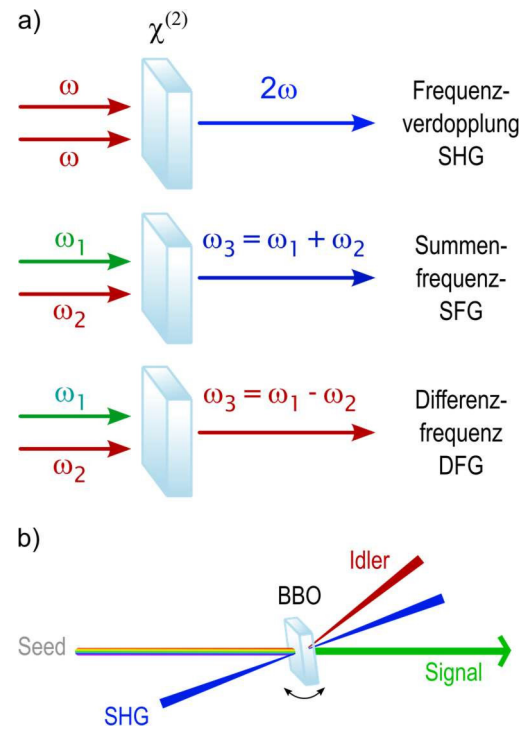 a)
χ(2)
ω
ω
2ω
Frequenz-
verdopplung
SHG
ω1
ω2
ω3 = ω1 + ω2
Summen-
frequenz-
SFG
ω1
ω2
ω3 = ω1 - ω2
Differenz-
frequenz
DFG
b)
Idler
BBO
Seed
Signal
SHG